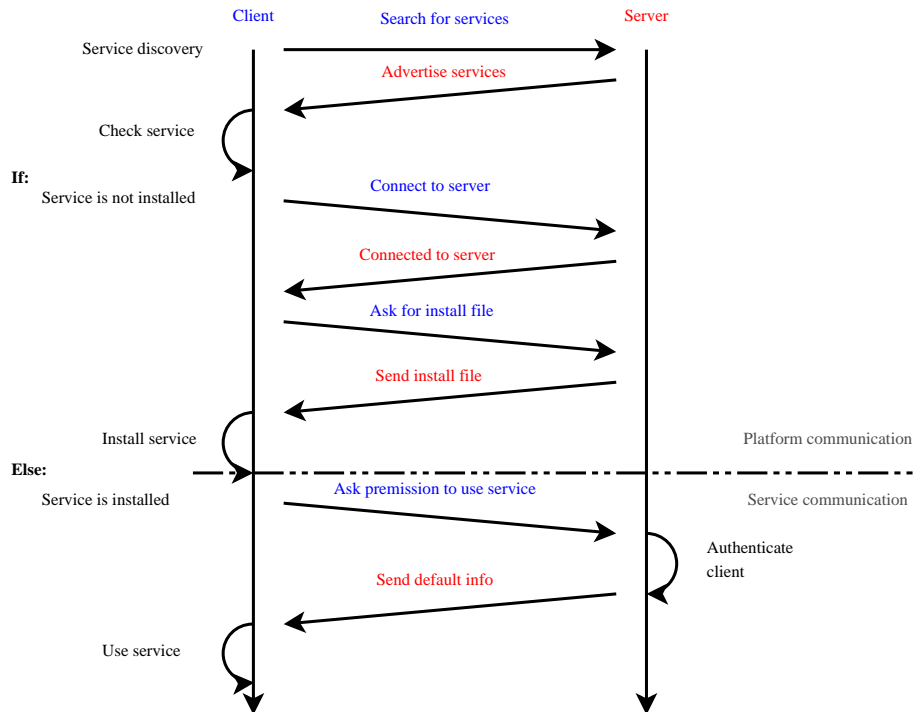 Client
Search for services
Server
Service discovery
Advertise services
Check service
If:
Service is not installed
Connect to server
Connected to server
Ask for install file
Send install file
Install service
Platform communication
Else:
Service is installed
Ask premission to use service
Service communication
Authenticate
client
Send default info
Use service